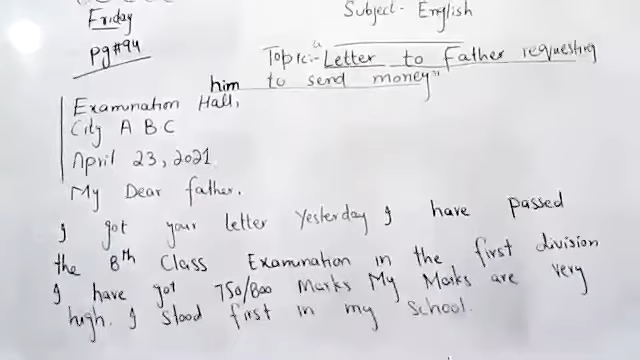 Friday
Subject - English
Pg#94
Topic:- "Letter to Father requesting
him to send money"
Examination Hall,
City A B C
April 23, 2021
My Dear father.
I got your letter yesterday I have passed
the 8th Class Examination in the first division
I have got 750/800 Marks My Marks are very
high. I stood first in my school.